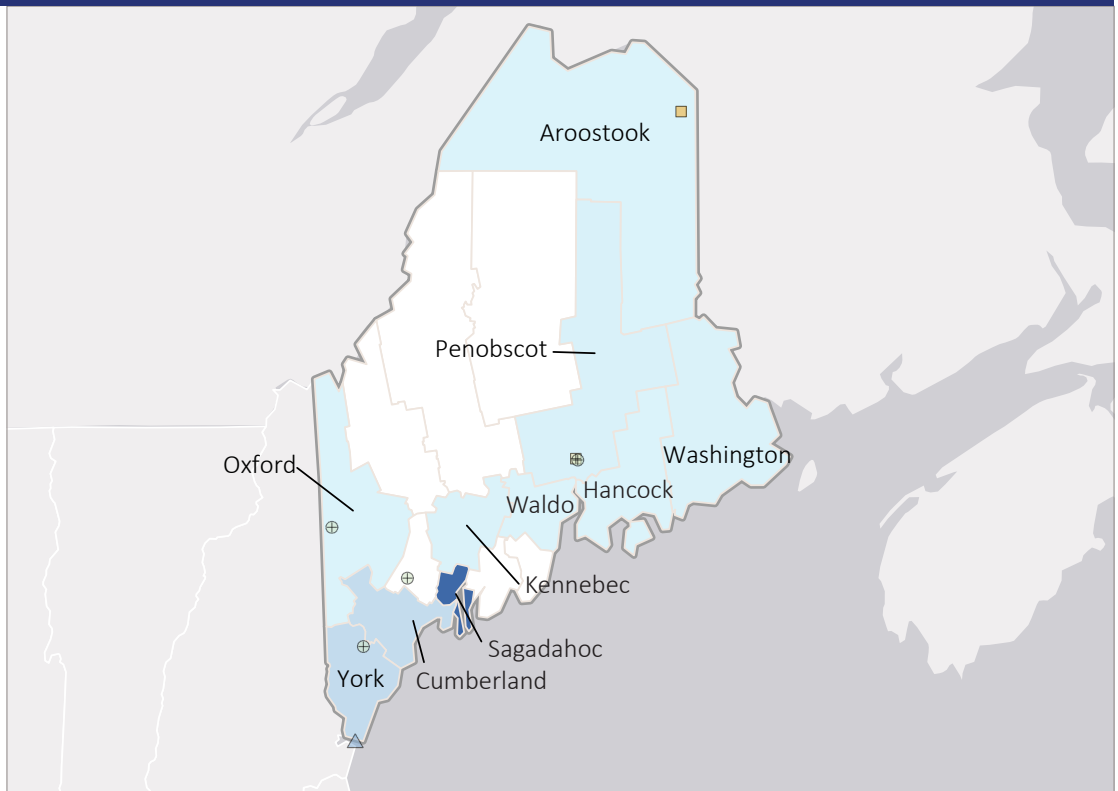 Aroostook
Penobscot
Washington
Oxford
Hancock
Waldo
Kennebec
Sagadahoc
York
Cumberland